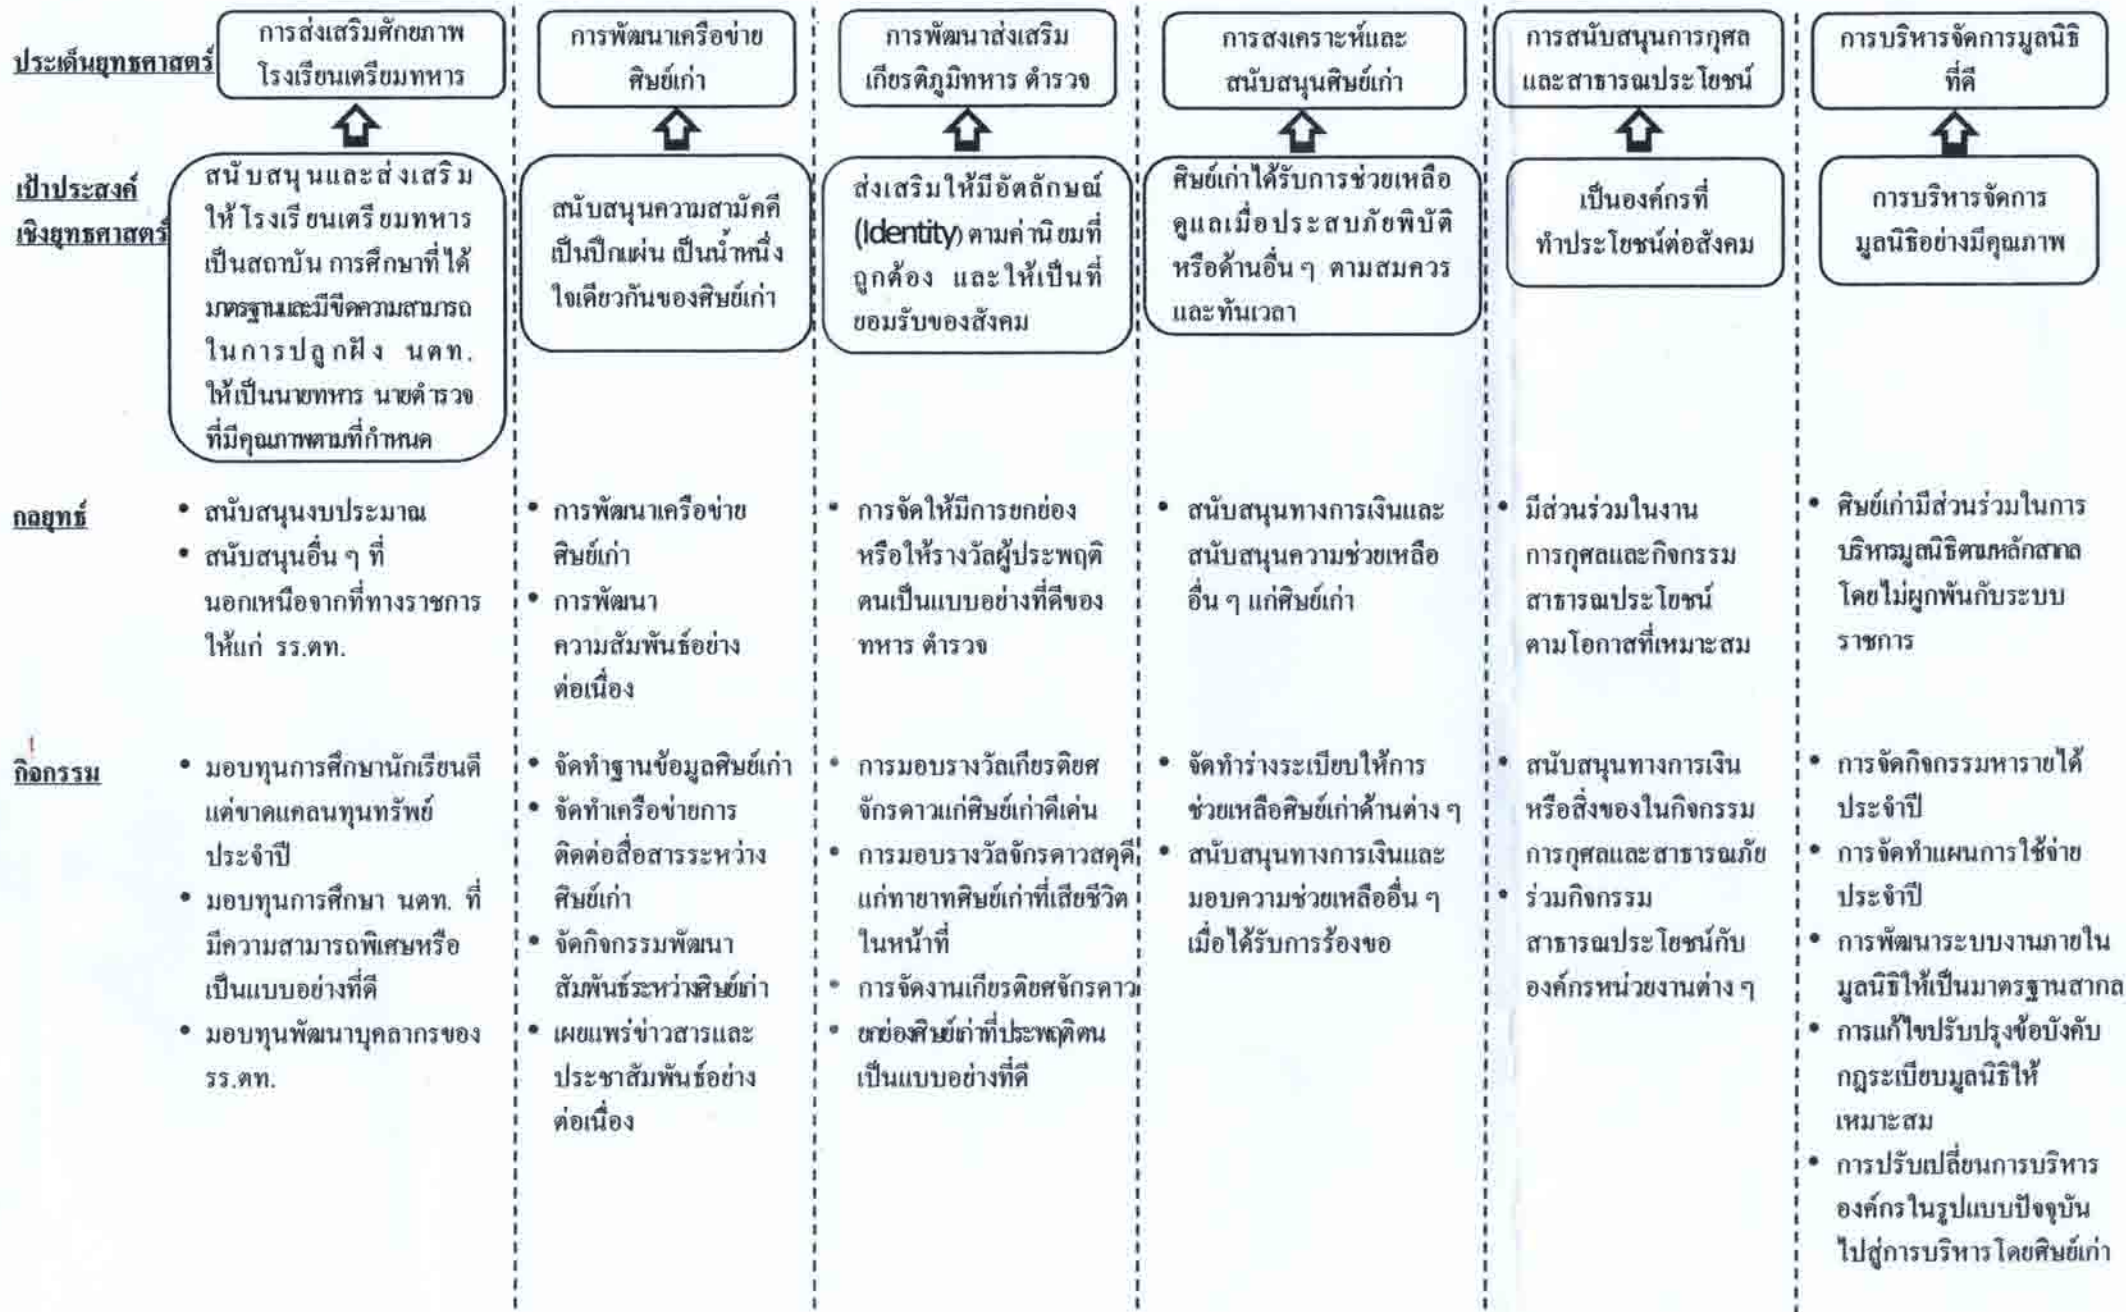 ประเด็นยุทธศาสตร์
การส่งเสริมศักยภาพ
โรงเรียนเตรียมทหาร
การพัฒนาเครือข่าย
ศิษย์เก่า
การพัฒนาส่งเสริม
เกียรติภูมิทหาร ตำรวจ
การสงเคราะห์และ
สนับสนุนศิษย์เก่า
การสนับสนุนการกุศล
และสาธารณประโยชน์
การบริหารจัดการมูลนิธิ
ที่ดี
เป้าประสงค์
เชิงยุทธศาสตร์
สนับสนุนและส่งเสริม
ให้โรงเรียนเตรียมทหาร
เป็นสถาบัน การศึกษาที่ได้
มาตรฐานและมีขีดความสามารถ
ในการปลูกฝัง นตท.
ให้เป็นนายทหาร นายตำรวจ
ที่มีคุณภาพตามที่กำหนด
สนับสนุนความสามัคคี
เป็นปึกแผ่น เป็นน้ำหนึ่ง
ใจเดียวกันของศิษย์เก่า
ส่งเสริมให้มีอัตลักษณ์
(Identity) ตามค่านิยมที่
ถูกต้อง และให้เป็นที่
ยอมรับของสังคม
ศิษย์เก่าได้รับการช่วยเหลือ
ดูแลเมื่อประสบภัยพิบัติ
หรือด้านอื่น ๆ ตามสมควร
และทันเวลา
เป็นองค์กรที่
ทำประโยชน์ต่อสังคม
การบริหารจัดการ
มูลนิธิอย่างมีคุณภาพ
กลยุทธ์
• สนับสนุนงบประมาณ
• สนับสนุนอื่น ๆ ที่
นอกเหนือจากที่ทางราชการ
ให้แก่ รร.ตท.
• การพัฒนาเครือข่าย
ศิษย์เก่า
• การพัฒนา
ความสัมพันธ์อย่าง
ต่อเนื่อง
• การจัดให้มีการยกย่อง
หรือให้รางวัลผู้ประพฤติ
ตนเป็นแบบอย่างที่ดีของ
ทหาร ตำรวจ
• สนับสนุนทางการเงินและ
สนับสนุนความช่วยเหลือ
อื่น ๆ แก่ศิษย์เก่า
• มีส่วนร่วมในงาน
การกุศลและกิจกรรม
สาธารณประโยชน์
ตามโอกาสที่เหมาะสม
• ศิษย์เก่ามีส่วนร่วมในการ
บริหารมูลนิธิตามหลักสากล
โดยไม่ผูกพันกับระบบ
ราชการ
กิจกรรม
• มอบทุนการศึกษานักเรียนดี
แต่ขาดแคลนทุนทรัพย์
ประจำปี
• มอบทุนการศึกษา นตท. ที่
มีความสามารถพิเศษหรือ
เป็นแบบอย่างที่ดี
• มอบทุนพัฒนาบุคลากรของ
รร.ตท.
• จัดทำฐานข้อมูลศิษย์เก่า
• จัดทำเครือข่ายการ
ติดต่อสื่อสารระหว่าง
ศิษย์เก่า
• จัดกิจกรรมพัฒนา
สัมพันธ์ระหว่างศิษย์เก่า
• เผยแพร่ข่าวสารและ
ประชาสัมพันธ์อย่าง
ต่อเนื่อง
• การมอบรางวัลเกียรติยศ
จักรดาวแก่ศิษย์เก่าดีเด่น
• การมอบรางวัลจักรดาวสดุดี
แก่ทายาทศิษย์เก่าที่เสียชีวิต
ในหน้าที่
• การจัดงานเกียรติยศจักรดาว
• ยกย่องศิษย์เก่าที่ประพฤติตน
เป็นแบบอย่างที่ดี
• จัดทำร่างระเบียบให้การ
ช่วยเหลือศิษย์เก่าด้านต่าง ๆ
• สนับสนุนทางการเงินและ
มอบความช่วยเหลืออื่น ๆ
เมื่อได้รับการร้องขอ
• สนับสนุนทางการเงิน
หรือสิ่งของในกิจกรรม
การกุศลและสาธารณภัย
• ร่วมกิจกรรม
สาธารณประโยชน์กับ
องค์กรหน่วยงานต่าง ๆ
• การจัดกิจกรรมหารายได้
ประจำปี
• การจัดทำแผนการใช้จ่าย
ประจำปี
• การพัฒนาระบบงานภายใน
มูลนิธิให้เป็นมาตรฐานสากล
• การแก้ไขปรับปรุงข้อบังคับ
กฎระเบียบมูลนิธิให้
เหมาะสม
• การปรับเปลี่ยนการบริหาร
องค์กรในรูปแบบปัจจุบัน
ไปสู่การบริหารโดยศิษย์เก่า